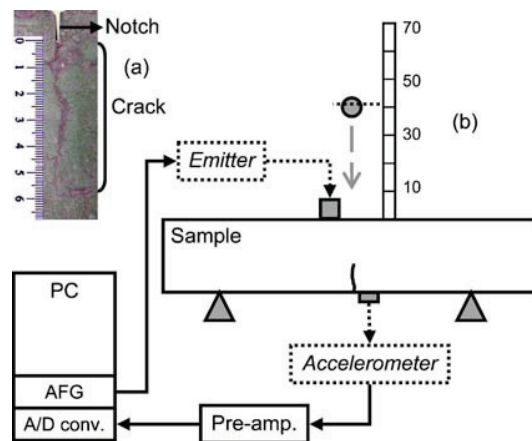 Notch
(a)
Crack
0
1
2
3
4
5
6
70
50
30
10
(b)
Emitter
Sample
PC
AFG
A/D conv.
Pre-amp.
Accelerometer